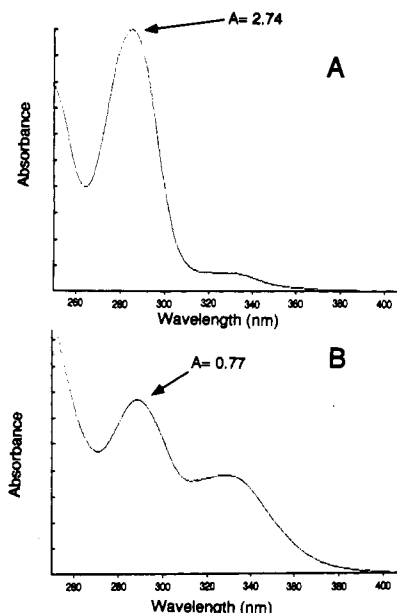 A= 2.74
A
Absorbance
260 280 300 320 340 360 380 400
Wavelength (nm)
B
A= 0.77
Absorbance
260 280 300 320 340 360 380 400
Wavelength (nm)